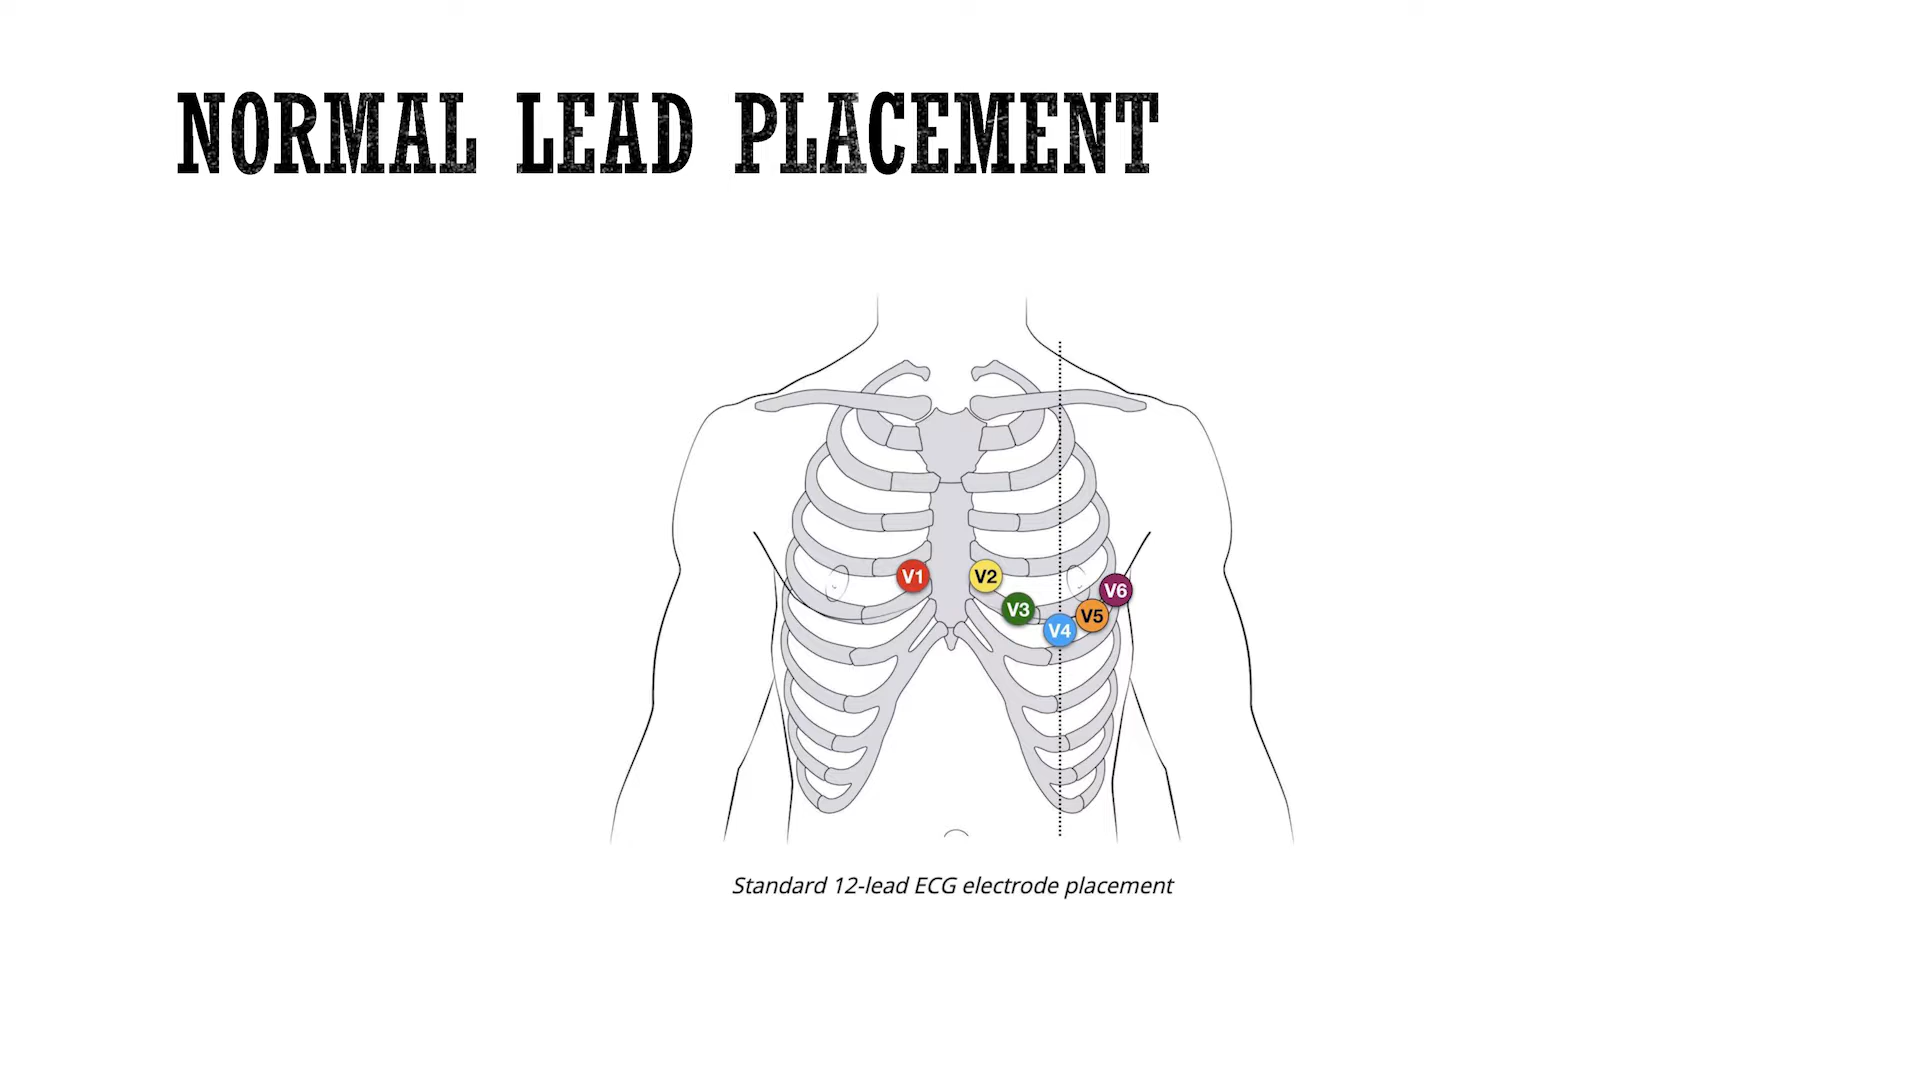 NORMAL LEAD PLACEMENT
V1
V2
V3
V4
V5
V6
Standard 12-lead ECG electrode placement